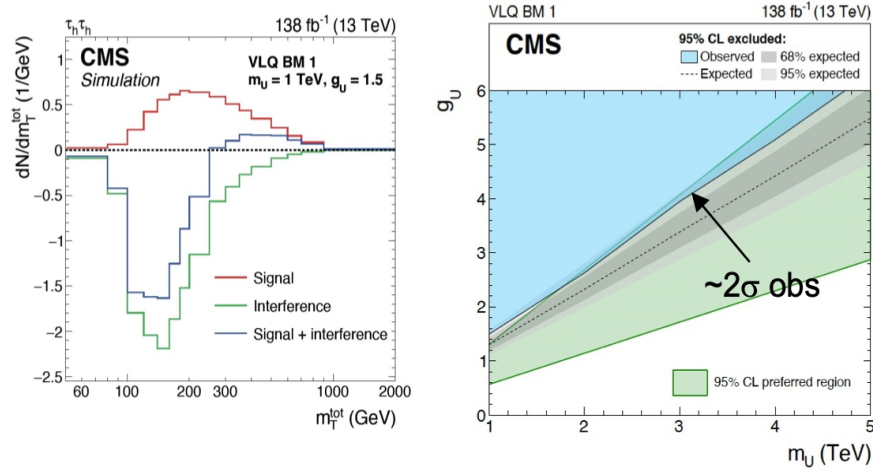 τhτh 138 fb⁻¹ (13 TeV)
CMS
Simulation
VLQ BM 1
mU = 1 TeV, gU = 1.5
dN/dmTtot (1/GeV)
1
0.5
0
−0.5
−1
−1.5
−2
−2.5
Signal
Interference
Signal + interference
60 100 200 300 1000 2000
mTtot (GeV)
VLQ BM 1 138 fb⁻¹ (13 TeV)
CMS
95% CL excluded:
Observed 68% expected
Expected 95% expected
gU
6
5
4
3
2
1
0
~2σ obs
95% CL preferred region
1 2 3 4 5
mU (TeV)